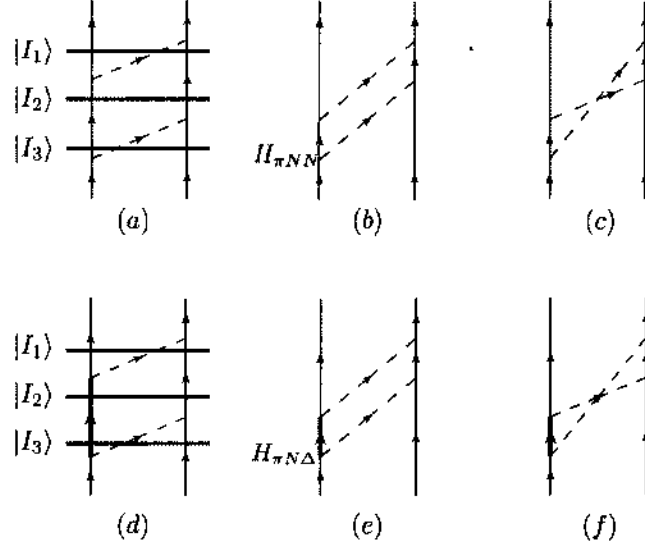 |I₁⟩
|I₂⟩
|I₃⟩
H_{πNN}
(a) (b) (c)
|I₁⟩
|I₂⟩
|I₃⟩
H_{πNΔ}
(d) (e) (f)